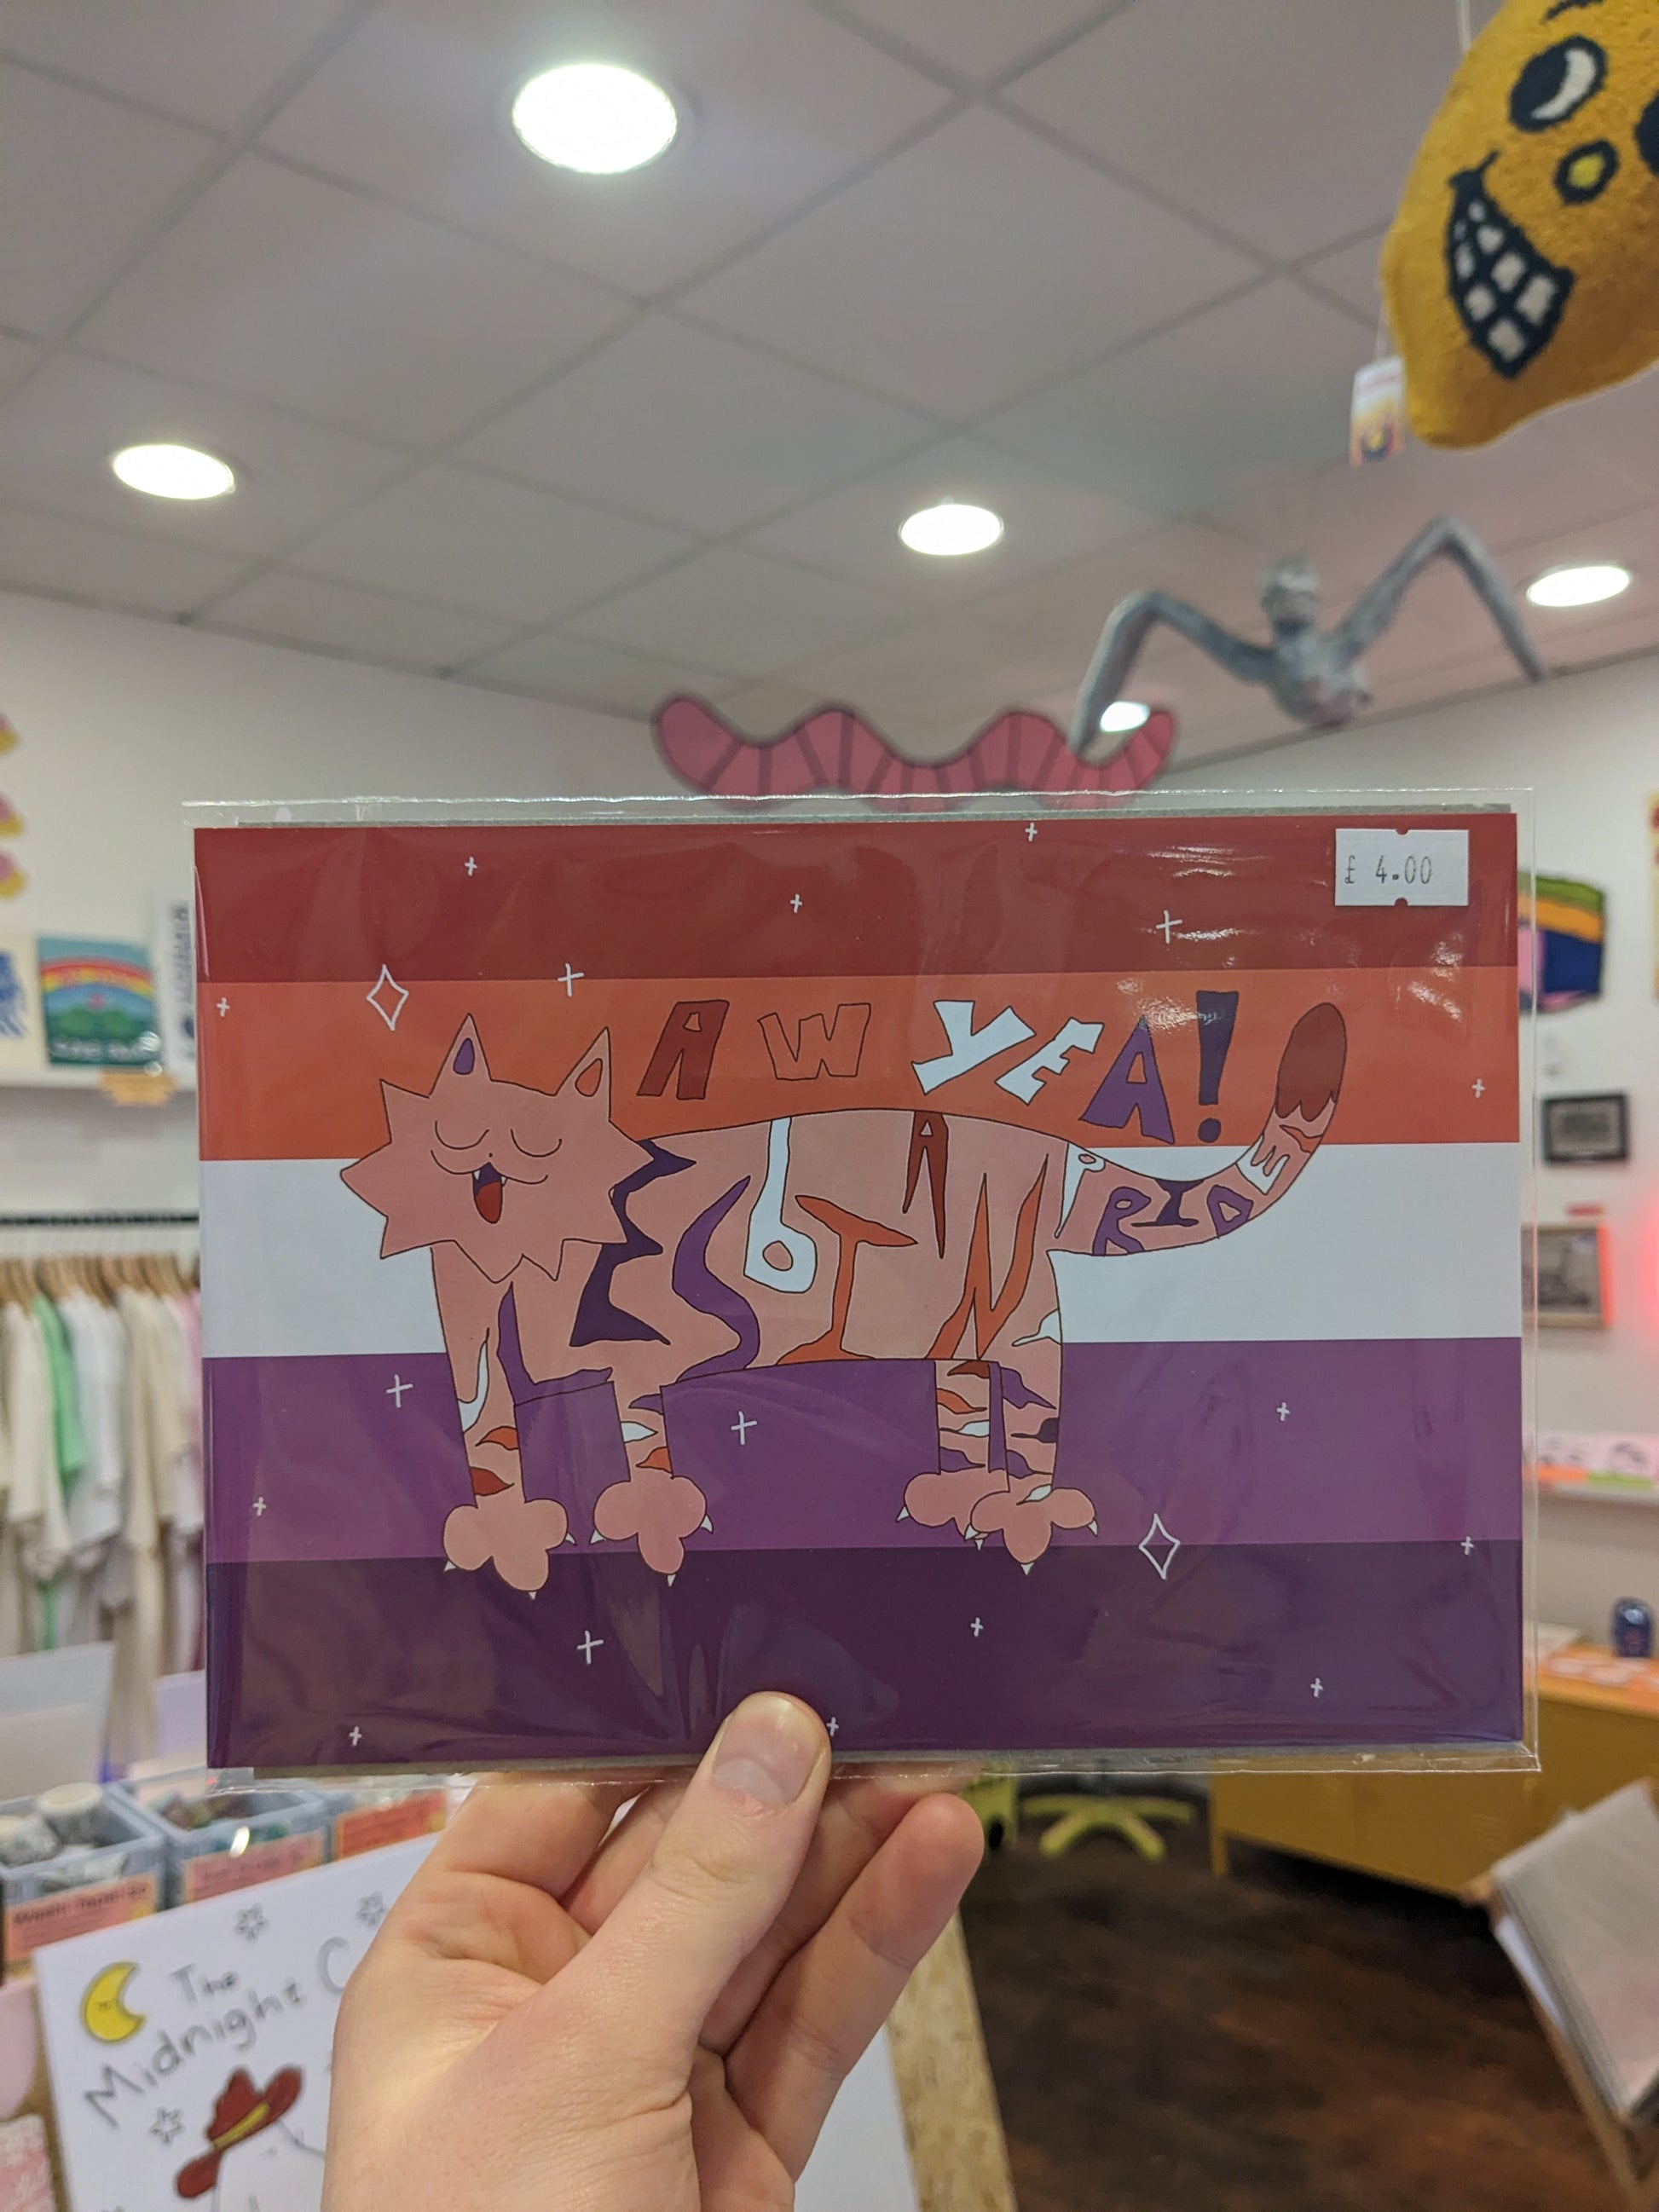 £ 4.00
AW YEA!
LESbIAN PRIDE
The
Midnight C